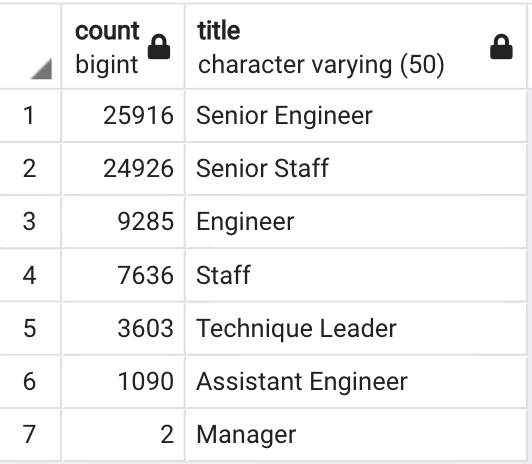 count title
bigint character varying (50)
1 25916 Senior Engineer
2 24926 Senior Staff
3 9285 Engineer
4 7636 Staff
5 3603 Technique Leader
6 1090 Assistant Engineer
7 2 Manager